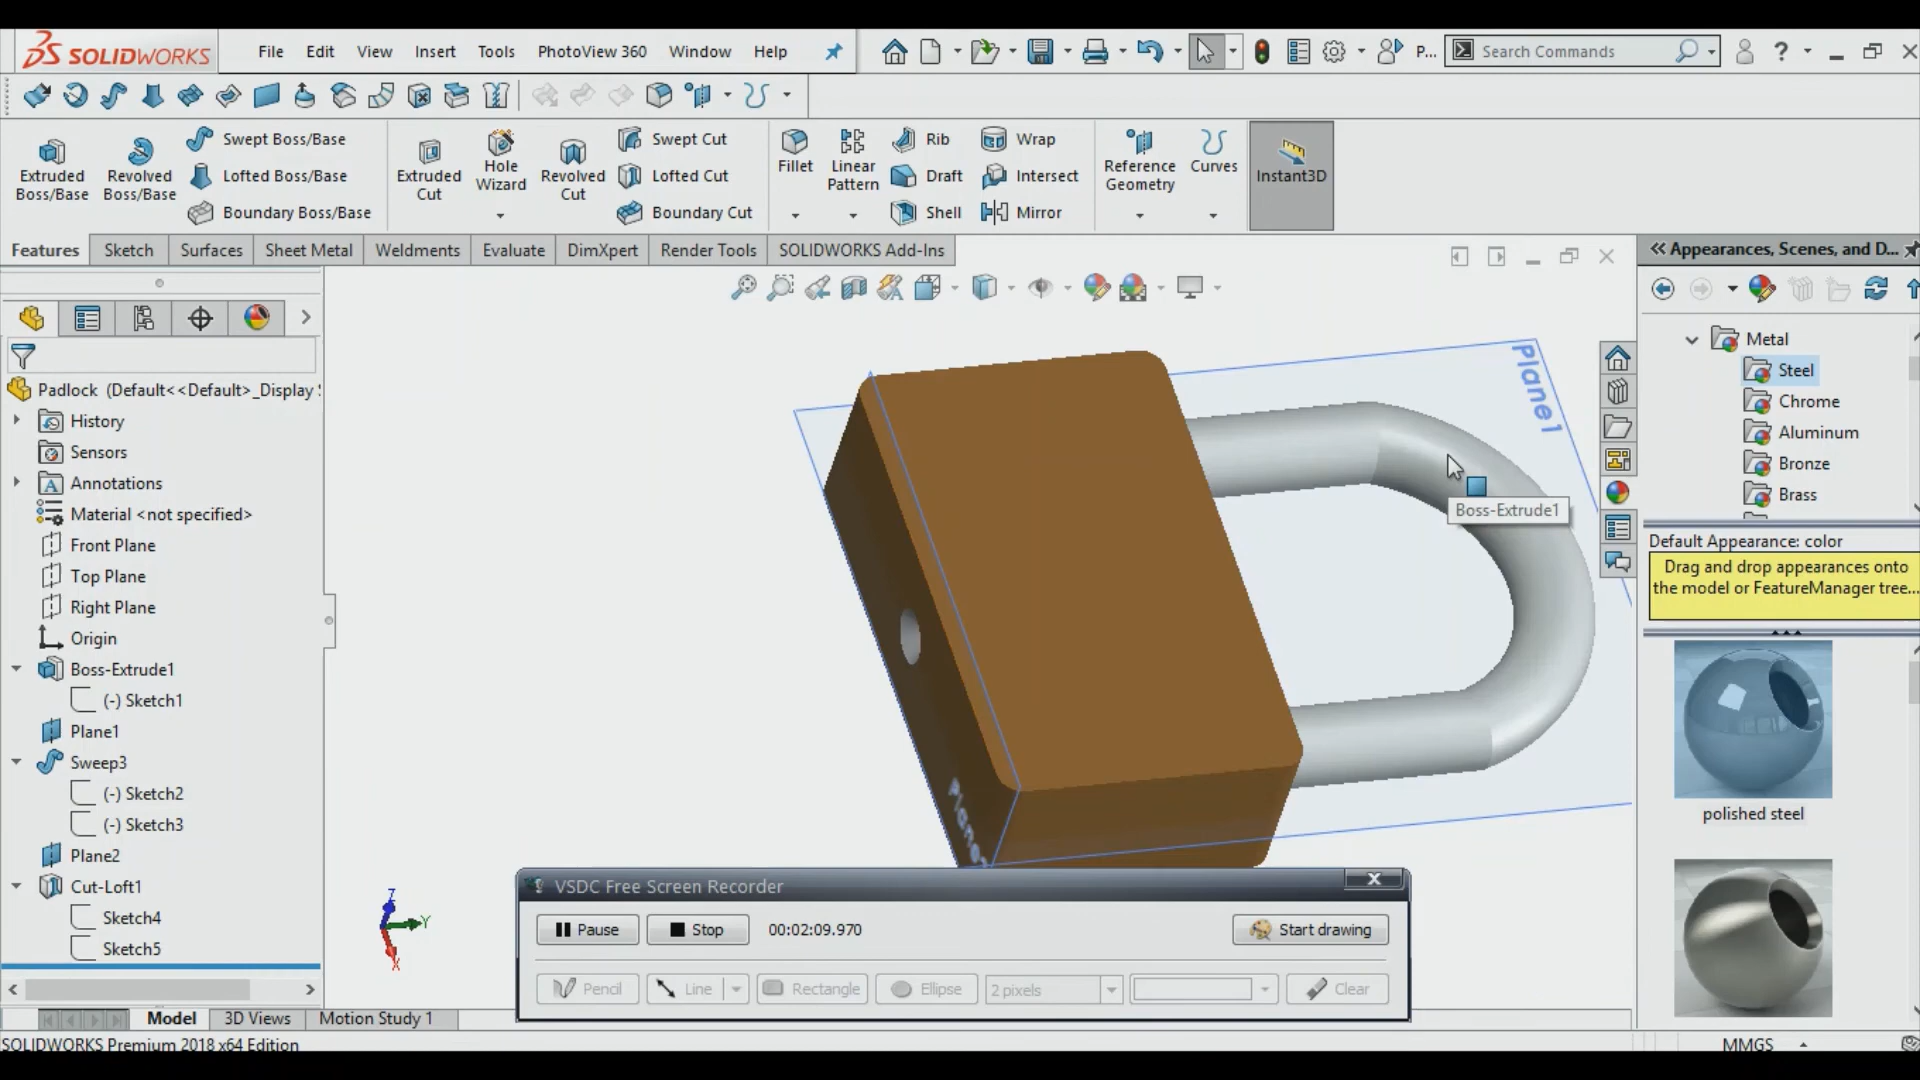 SOLIDWORKS
File Edit View Insert Tools PhotoView 360 Window Help
P...
Search Commands
Extruded Boss/Base
Revolved Boss/Base
Swept Boss/Base
Lofted Boss/Base
Boundary Boss/Base
Extruded Cut
Hole Wizard
Revolved Cut
Swept Cut
Lofted Cut
Boundary Cut
Fillet
Linear Pattern
Rib
Draft
Shell
Wrap
Intersect
Mirror
Reference Geometry
Curves
Instant3D
Features Sketch Surfaces Sheet Metal Weldments Evaluate DimXpert Render Tools SOLIDWORKS Add-Ins
Appearances, Scenes, and D...
Padlock (Default<<Default>_Display
History
Sensors
Annotations
Material <not specified>
Front Plane
Top Plane
Right Plane
Origin
Boss-Extrude1
(-) Sketch1
Plane1
Sweep3
(-) Sketch2
(-) Sketch3
Plane2
Cut-Loft1
Sketch4
Sketch5
Plane1
Boss-Extrude1
Z
Y
X
Metal
Steel
Chrome
Aluminum
Bronze
Brass
Default Appearance: color
Drag and drop appearances onto
the model or FeatureManager tree...
polished steel
VSDC Free Screen Recorder
X
Pause Stop 00:02:09.970 Start drawing
Pencil Line Rectangle Ellipse 2 pixels Clear
Model 3D Views Motion Study 1
SOLIDWORKS Premium 2018 x64 Edition
MMGS